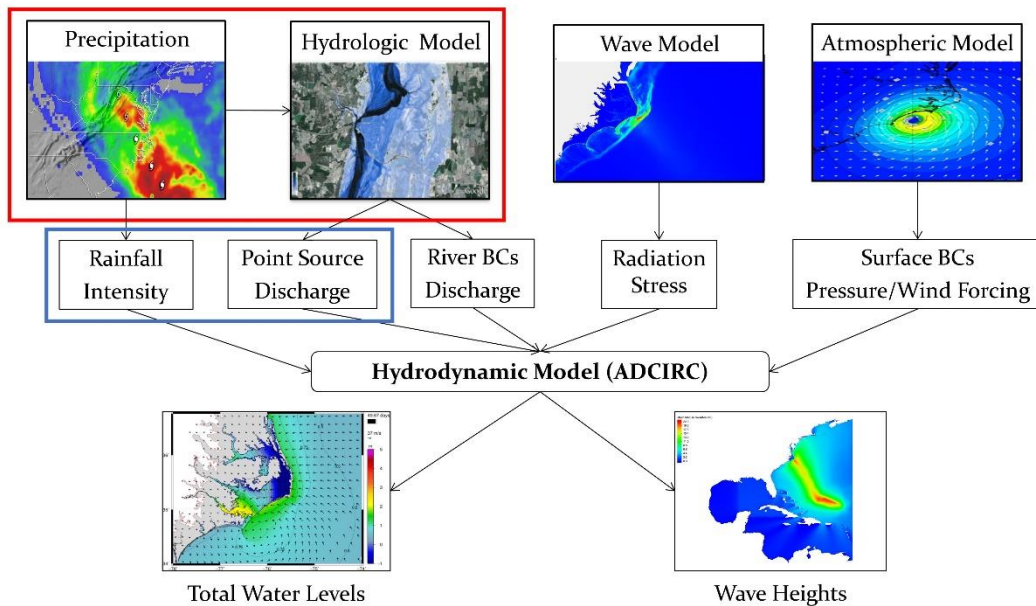 Precipitation
Hydrologic Model
Wave Model
Atmospheric Model
Rainfall
Intensity
Point Source
Discharge
River BCs
Discharge
Radiation
Stress
Surface BCs
Pressure/Wind Forcing
Hydrodynamic Model (ADCIRC)
Total Water Levels
Wave Heights